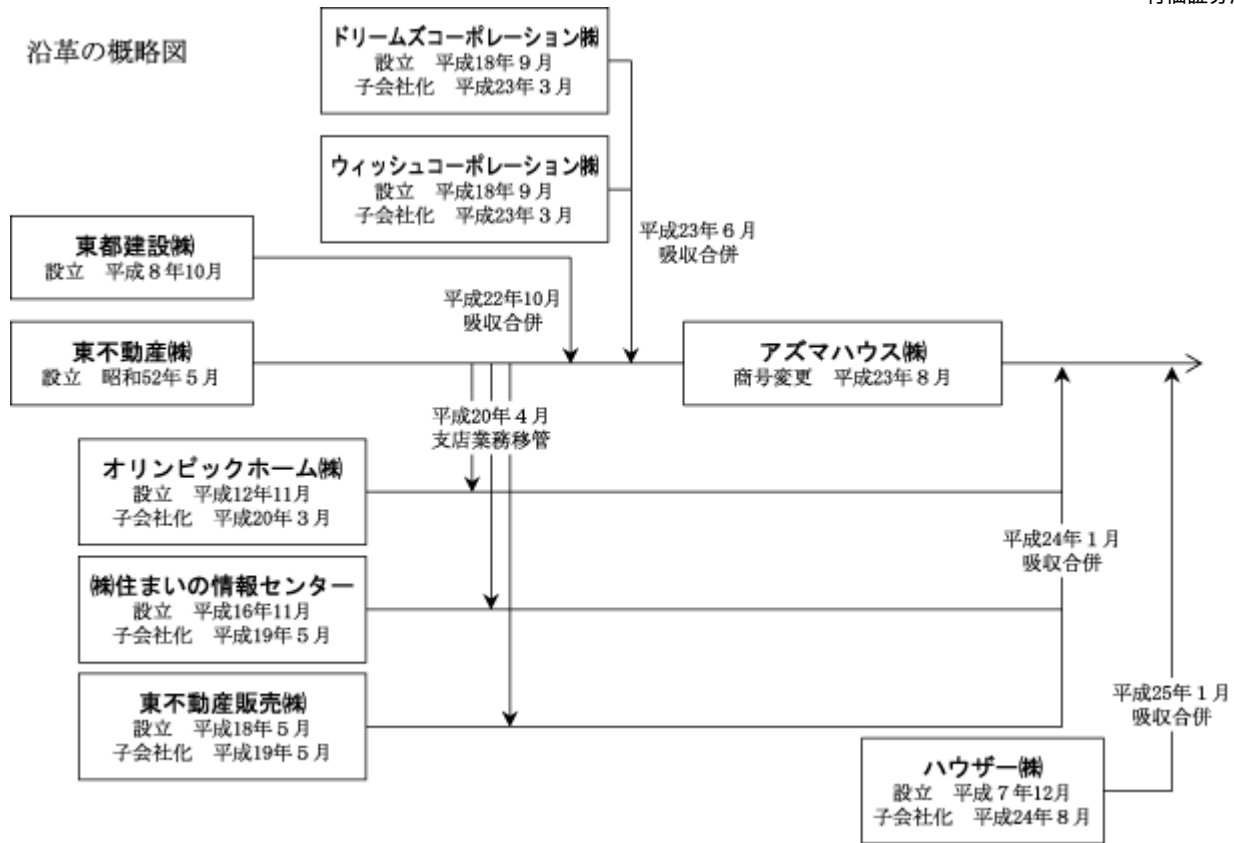 沿革の概略図
ドリームズコーポレーション㈱
設立　平成18年９月
子会社化　平成23年３月
ウィッシュコーポレーション㈱
設立　平成18年９月
子会社化　平成23年３月
平成23年６月
吸収合併
東都建設㈱
設立　平成８年10月
平成22年10月
吸収合併
東不動産㈱
設立　昭和52年５月
アズマハウス㈱
商号変更　平成23年８月
平成20年４月
支店業務移管
オリンピックホーム㈱
設立　平成12年11月
子会社化　平成20年３月
平成24年１月
吸収合併
㈱住まいの情報センター
設立　平成16年11月
子会社化　平成19年５月
東不動産販売㈱
設立　平成18年５月
子会社化　平成19年５月
平成25年１月
吸収合併
ハウザー㈱
設立　平成７年12月
子会社化　平成24年８月